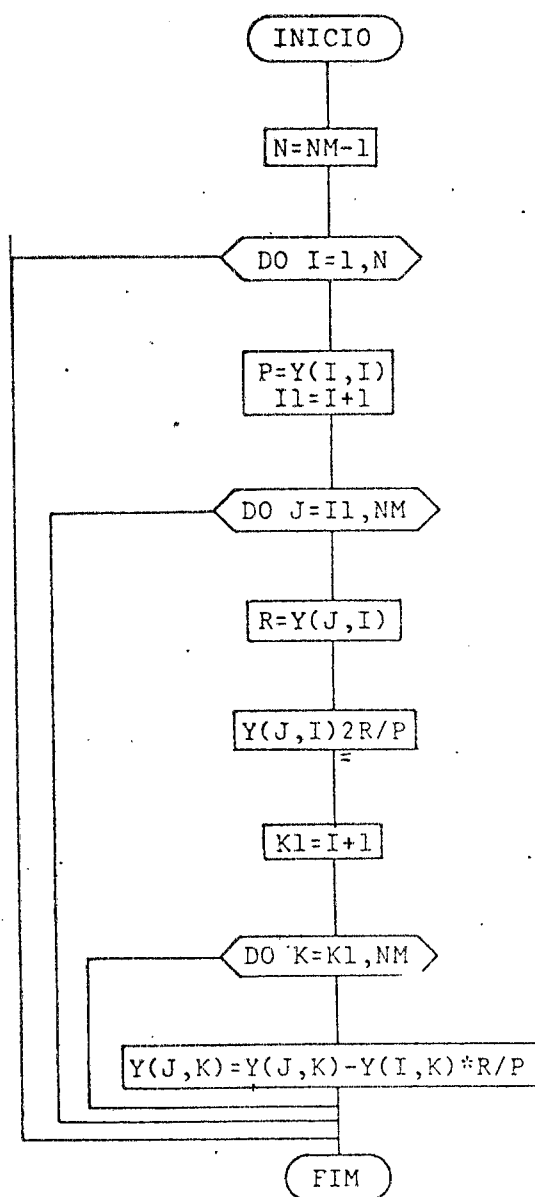 INICIO
N=NM-1
DO I=1,N
P=Y(I,I)
I1=I+1
DO J=I1,NM
R=Y(J,I)
Y(J,I)2R/P
=
K1=I+1
DO K=K1,NM
Y(J,K)=Y(J,K)-Y(I,K)*R/P
FIM